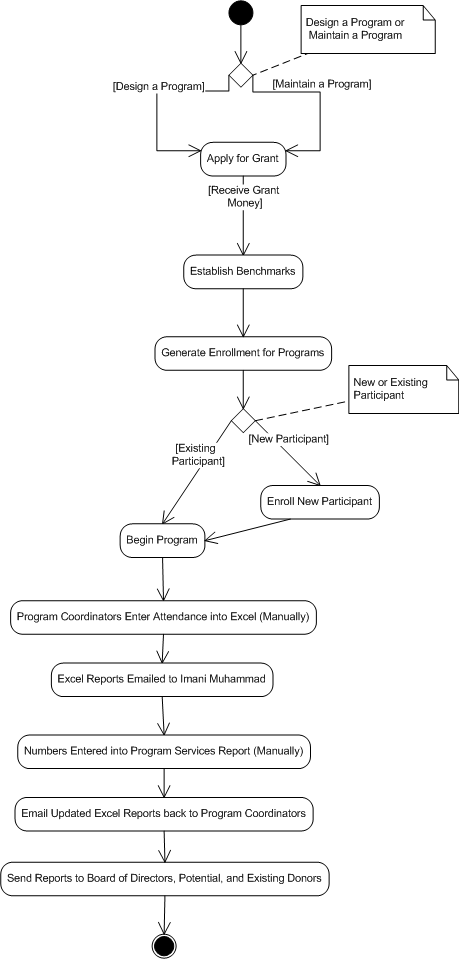 Design a Program or
Maintain a Program
[Design a Program]
[Maintain a Program]
Apply for Grant
[Receive Grant
Money]
Establish Benchmarks
Generate Enrollment for Programs
New or Existing
Participant
[Existing
Participant]
[New Participant]
Enroll New Participant
Begin Program
Program Coordinators Enter Attendance into Excel (Manually)
Excel Reports Emailed to Imani Muhammad
Numbers Entered into Program Services Report (Manually)
Email Updated Excel Reports back to Program Coordinators
Send Reports to Board of Directors, Potential, and Existing Donors